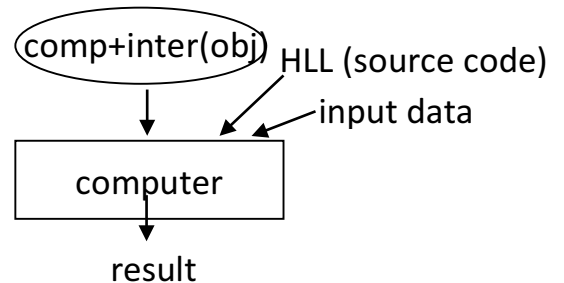 comp+inter(obj)
HLL (source code)
input data
computer
result